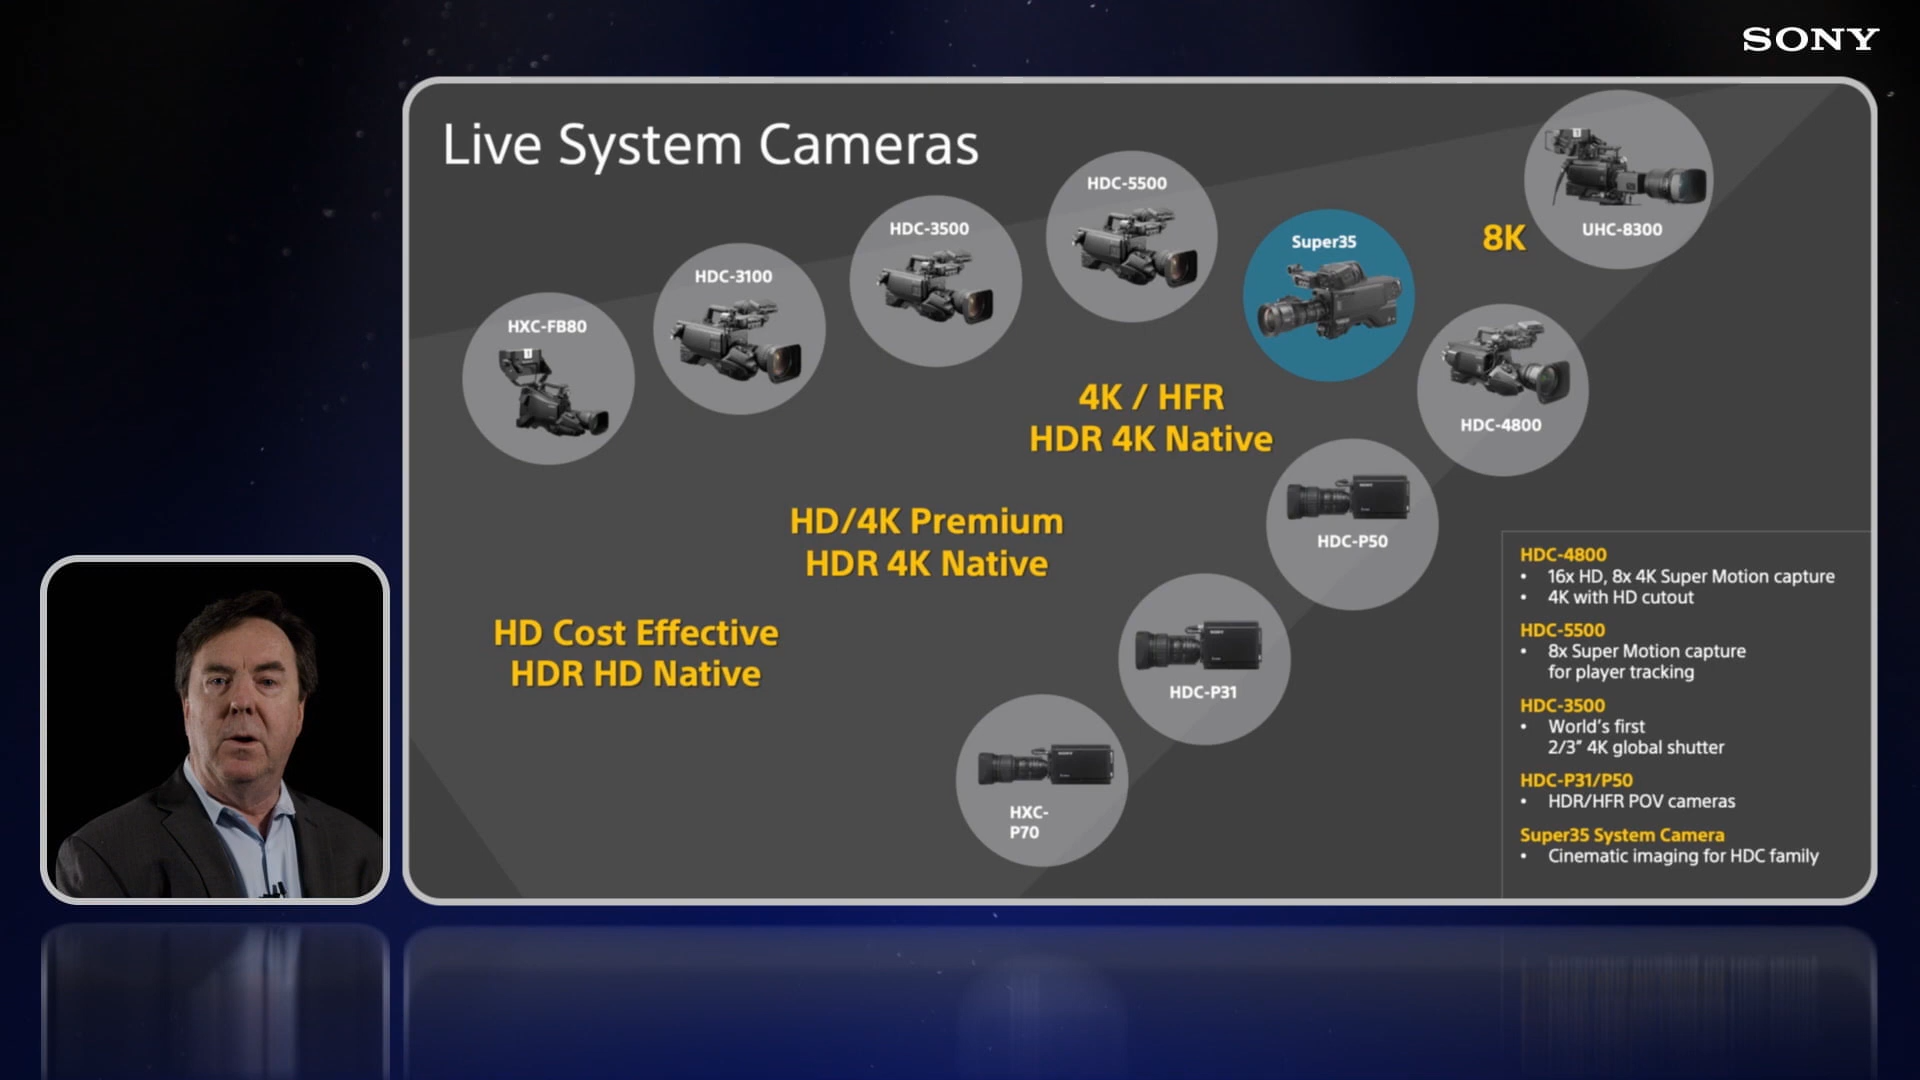 SONY
Live System Cameras
HXC-FB80
HDC-3100
HDC-3500
HDC-5500
Super35
8K
UHC-8300
HDC-4800
4K / HFR
HDR 4K Native
HDC-P50
HD/4K Premium
HDR 4K Native
HDC-P31
HD Cost Effective
HDR HD Native
HXC-
P70
HDC-4800
• 16x HD, 8x 4K Super Motion capture
• 4K with HD cutout
HDC-5500
• 8x Super Motion capture
for player tracking
HDC-3500
• World's first
2/3" 4K global shutter
HDC-P31/P50
• HDR/HFR POV cameras
Super35 System Camera
• Cinematic imaging for HDC family